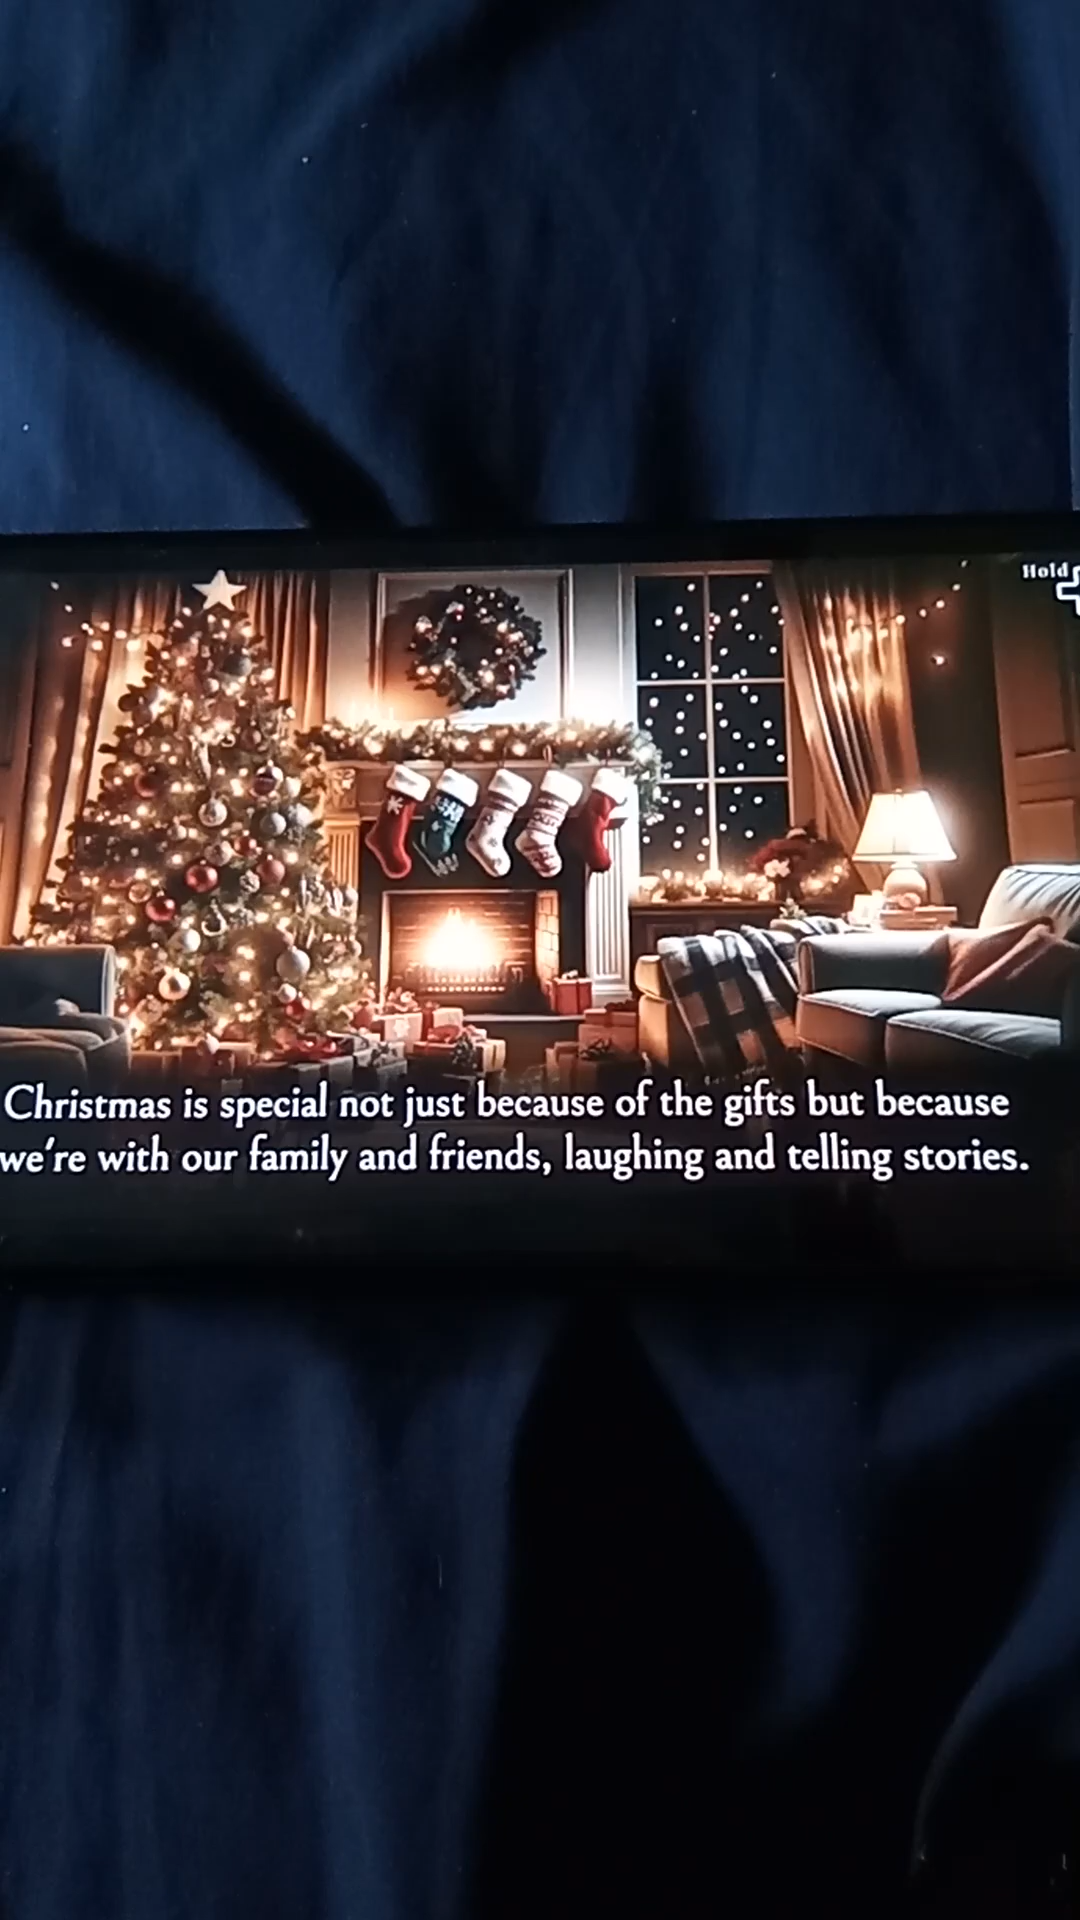 Hold
Christmas is special not just because of the gifts but because
we're with our family and friends, laughing and telling stories.